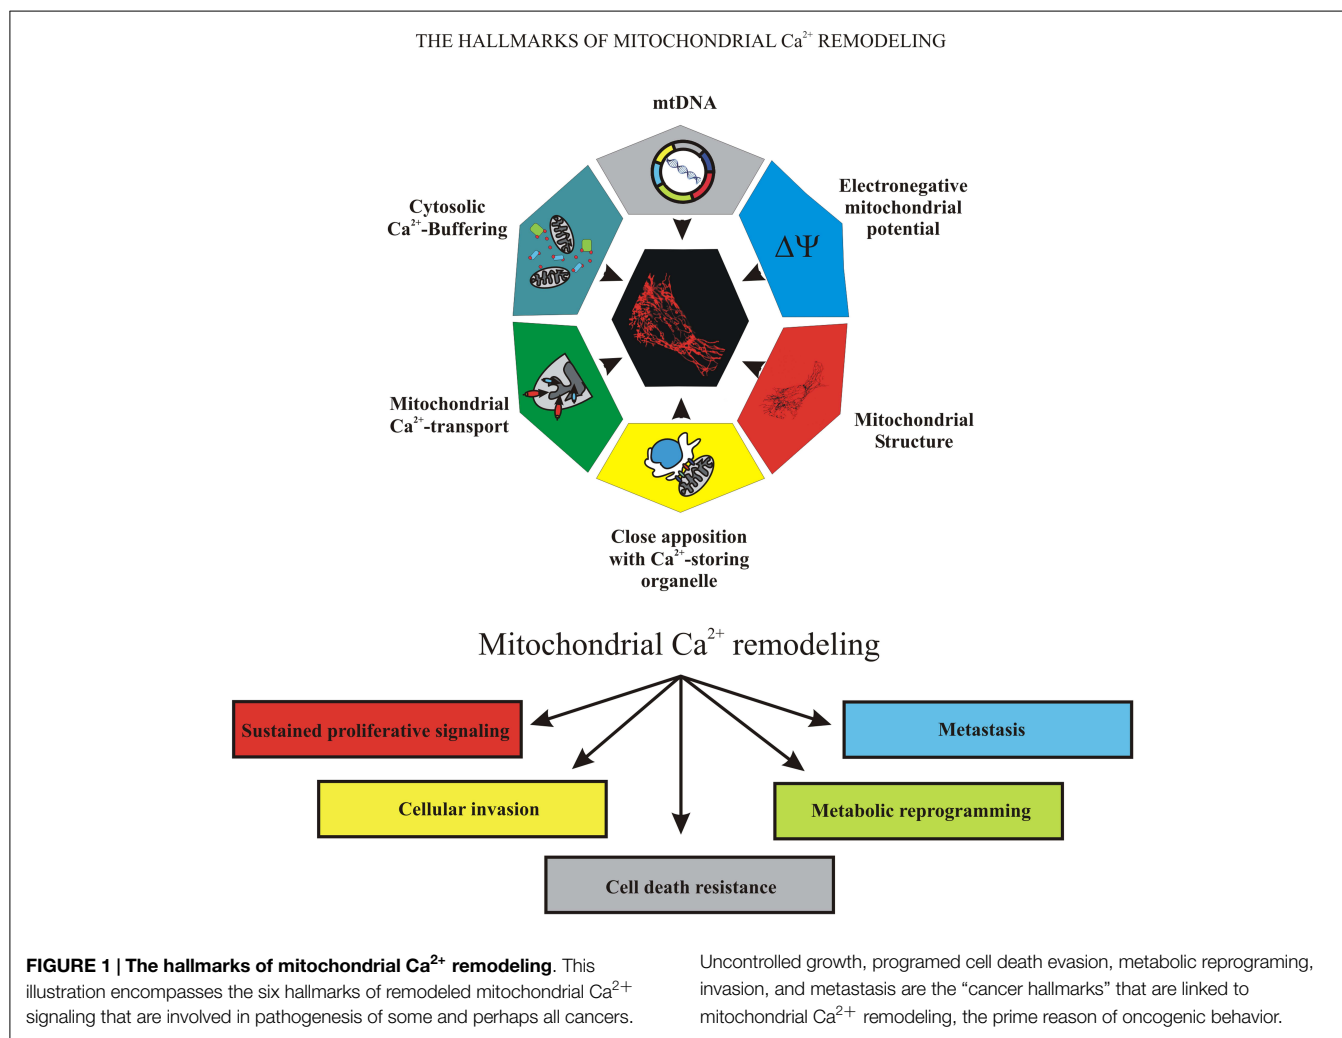 THE HALLMARKS OF MITOCHONDRIAL Ca²⁺ REMODELING
mtDNA
Electronegative
mitochondrial
potential
ΔΨ
Cytosolic
Ca²⁺-Buffering
Mitochondrial
Ca²⁺-transport
Mitochondrial
Structure
Close apposition
with Ca²⁺-storing
organelle
Mitochondrial Ca²⁺ remodeling
Sustained proliferative signaling
Metastasis
Cellular invasion
Metabolic reprogramming
Cell death resistance
FIGURE 1 | The hallmarks of mitochondrial Ca²⁺ remodeling. This
illustration encompasses the six hallmarks of remodeled mitochondrial Ca²⁺
signaling that are involved in pathogenesis of some and perhaps all cancers.
Uncontrolled growth, programed cell death evasion, metabolic reprograming,
invasion, and metastasis are the “cancer hallmarks” that are linked to
mitochondrial Ca²⁺ remodeling, the prime reason of oncogenic behavior.